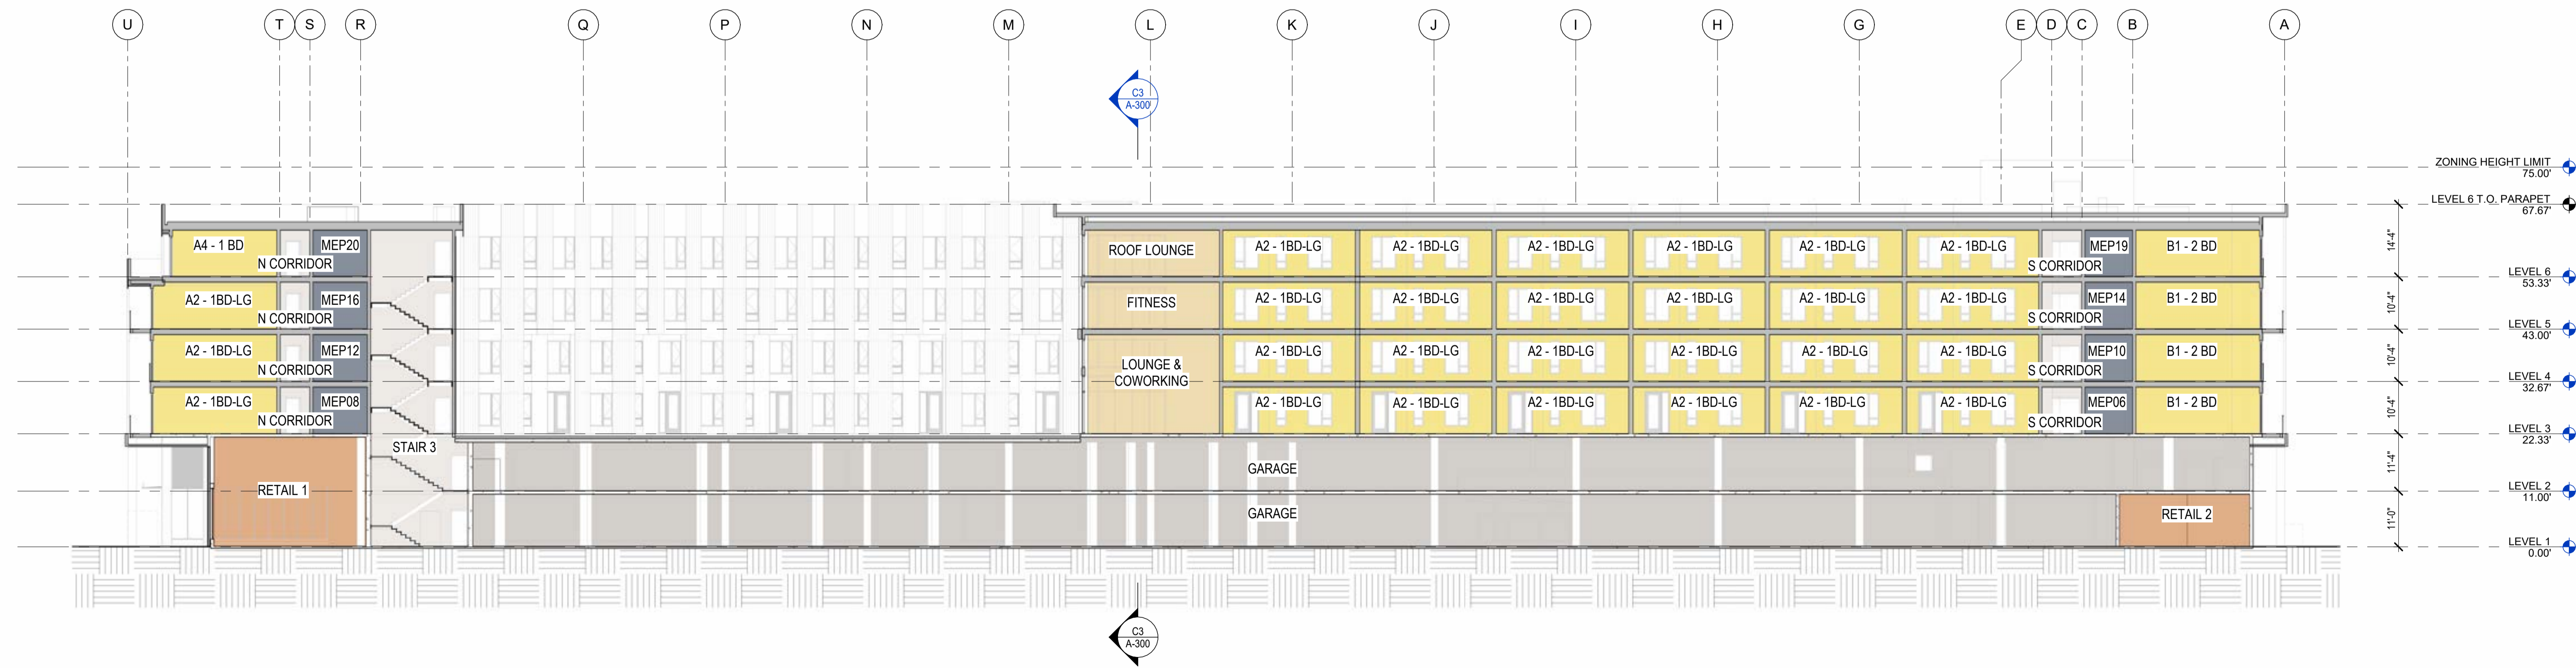 U T S R Q P N M L K J I H G E D C B A
C3
A-300
ZONING HEIGHT LIMIT
75.00'
LEVEL 6 T.O. PARAPET
67.67'
14'-4"
A4 - 1 BD MEP20 ROOF LOUNGE A2 - 1BD-LG A2 - 1BD-LG A2 - 1BD-LG A2 - 1BD-LG A2 - 1BD-LG A2 - 1BD-LG MEP19 B1 - 2 BD
N CORRIDOR S CORRIDOR
LEVEL 6
53.33'
10'-4"
A2 - 1BD-LG MEP16 FITNESS A2 - 1BD-LG A2 - 1BD-LG A2 - 1BD-LG A2 - 1BD-LG A2 - 1BD-LG A2 - 1BD-LG MEP14 B1 - 2 BD
N CORRIDOR S CORRIDOR
LEVEL 5
43.00'
10'-4"
A2 - 1BD-LG MEP12 A2 - 1BD-LG A2 - 1BD-LG A2 - 1BD-LG A2 - 1BD-LG A2 - 1BD-LG A2 - 1BD-LG MEP10 B1 - 2 BD
LOUNGE &
COWORKING
N CORRIDOR S CORRIDOR
LEVEL 4
32.67'
10'-4"
A2 - 1BD-LG MEP08 A2 - 1BD-LG A2 - 1BD-LG A2 - 1BD-LG A2 - 1BD-LG A2 - 1BD-LG A2 - 1BD-LG MEP06 B1 - 2 BD
N CORRIDOR S CORRIDOR
LEVEL 3
22.33'
STAIR 3
11'-4"
GARAGE
RETAIL 1
LEVEL 2
11.00'
GARAGE RETAIL 2
11'-0"
LEVEL 1
0.00'
C3
A-300